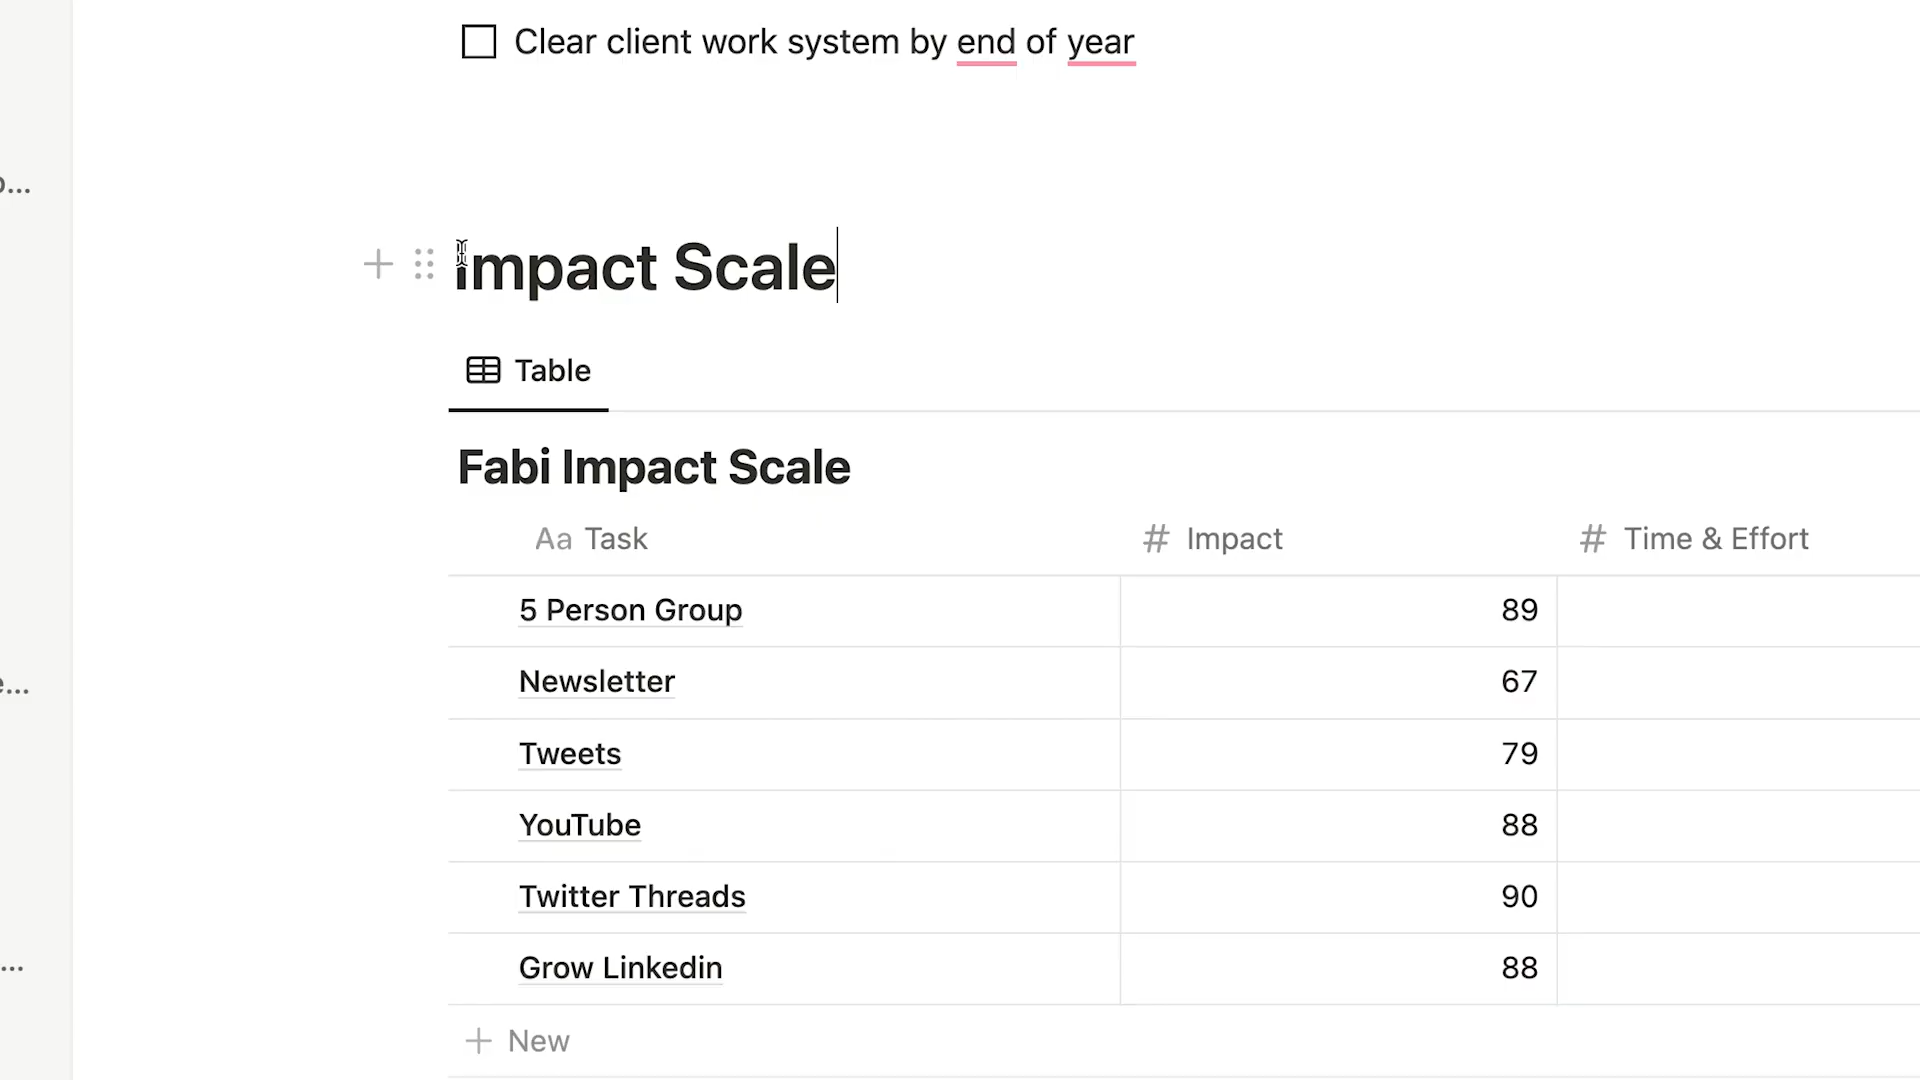 Clear client work system by end of year
Impact Scale
Table
Fabi Impact Scale
Aa Task # Impact # Time & Effort
5 Person Group 89
Newsletter 67
Tweets 79
YouTube 88
Twitter Threads 90
Grow Linkedin 88
+ New